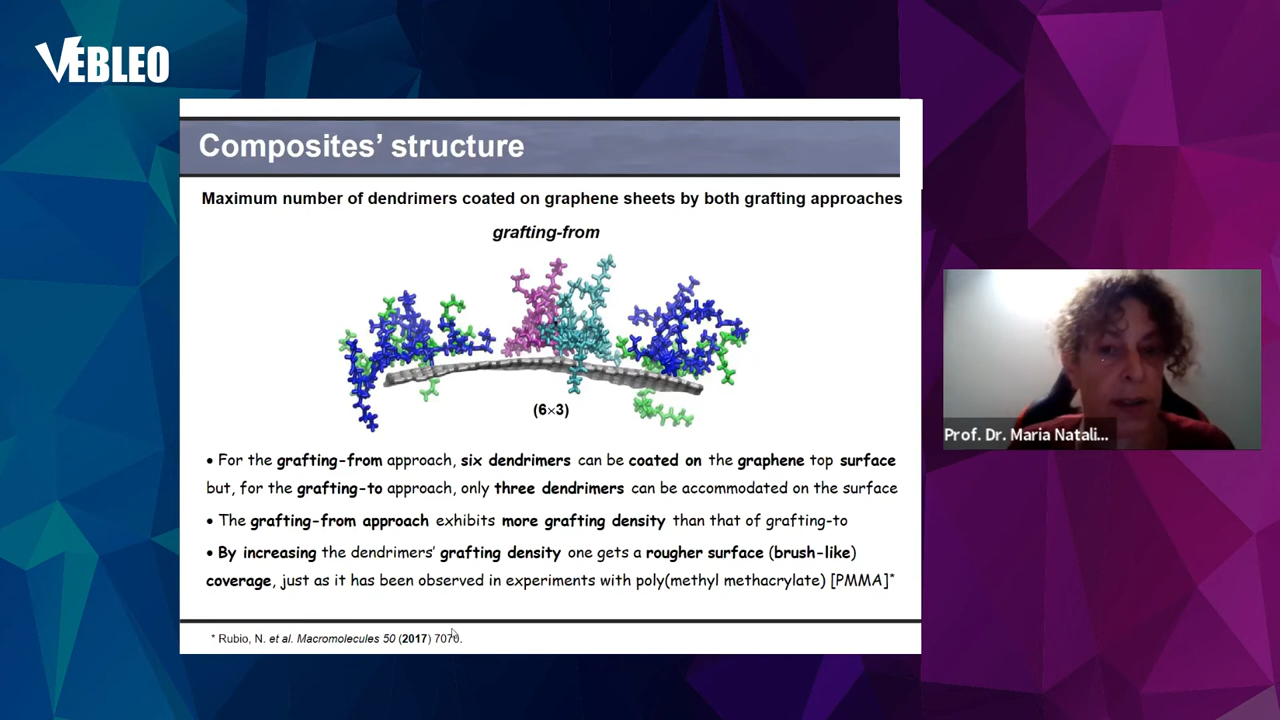 VEBLEO
Composites' structure
Maximum number of dendrimers coated on graphene sheets by both grafting approaches
grafting-from
(6×3)
• For the grafting-from approach, six dendrimers can be coated on the graphene top surface
but, for the grafting-to approach, only three dendrimers can be accommodated on the surface
• The grafting-from approach exhibits more grafting density than that of grafting-to
• By increasing the dendrimers' grafting density one gets a rougher surface (brush-like)
coverage, just as it has been observed in experiments with poly(methyl methacrylate) [PMMA]*
* Rubio, N. et al. Macromolecules 50 (2017) 7070.
Prof. Dr. Maria Natali...